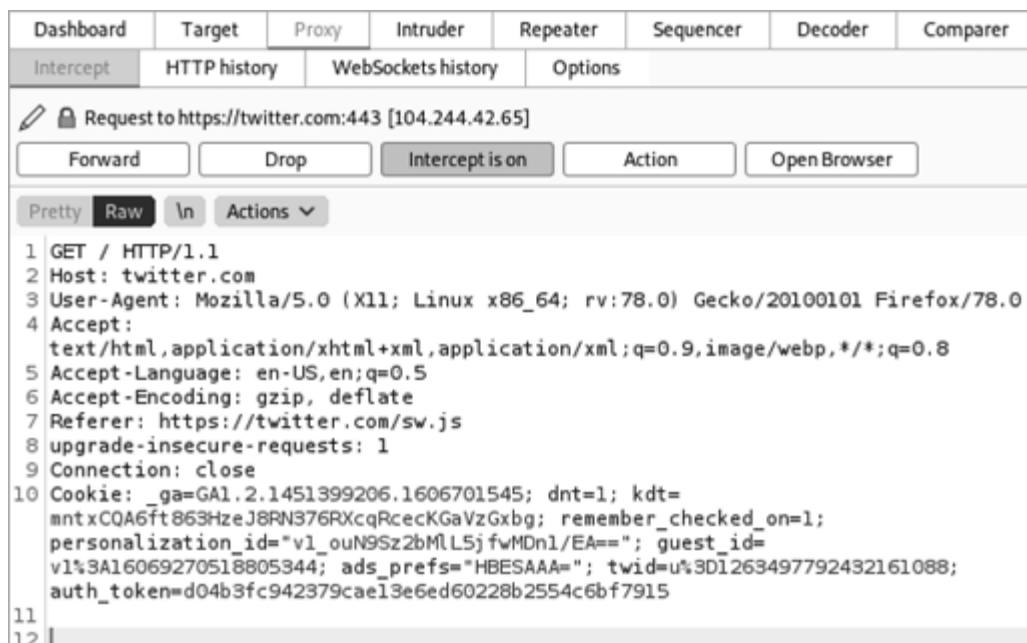 Dashboard Target Proxy Intruder Repeater Sequencer Decoder Comparer
Intercept HTTP history WebSockets history Options
Request to https://twitter.com:443 [104.244.42.65]
Forward Drop Intercept is on Action Open Browser
Pretty Raw \n Actions
1 GET / HTTP/1.1
2 Host: twitter.com
3 User-Agent: Mozilla/5.0 (X11; Linux x86_64; rv:78.0) Gecko/20100101 Firefox/78.0
4 Accept:
text/html,application/xhtml+xml,application/xml;q=0.9,image/webp,*/*;q=0.8
5 Accept-Language: en-US,en;q=0.5
6 Accept-Encoding: gzip, deflate
7 Referer: https://twitter.com/sw.js
8 upgrade-insecure-requests: 1
9 Connection: close
10 Cookie: _ga=GA1.2.1451399206.1606701545; dnt=1; kdt=
mntxCQA6ft863HzeJ8RN376RXcqRcecKGaVzGxbg; remember_checked_on=1;
personalization_id="v1_ouN9Sz2bMlL5jfwMDnl/EA=="; guest_id=
v1%3A160692705188053​44; ads_prefs="HBESAAA="; twid=u%3D1263497792432161088;
auth_token=d04b3fc942379cae13e6ed60228b2554c6bf7915
11
12